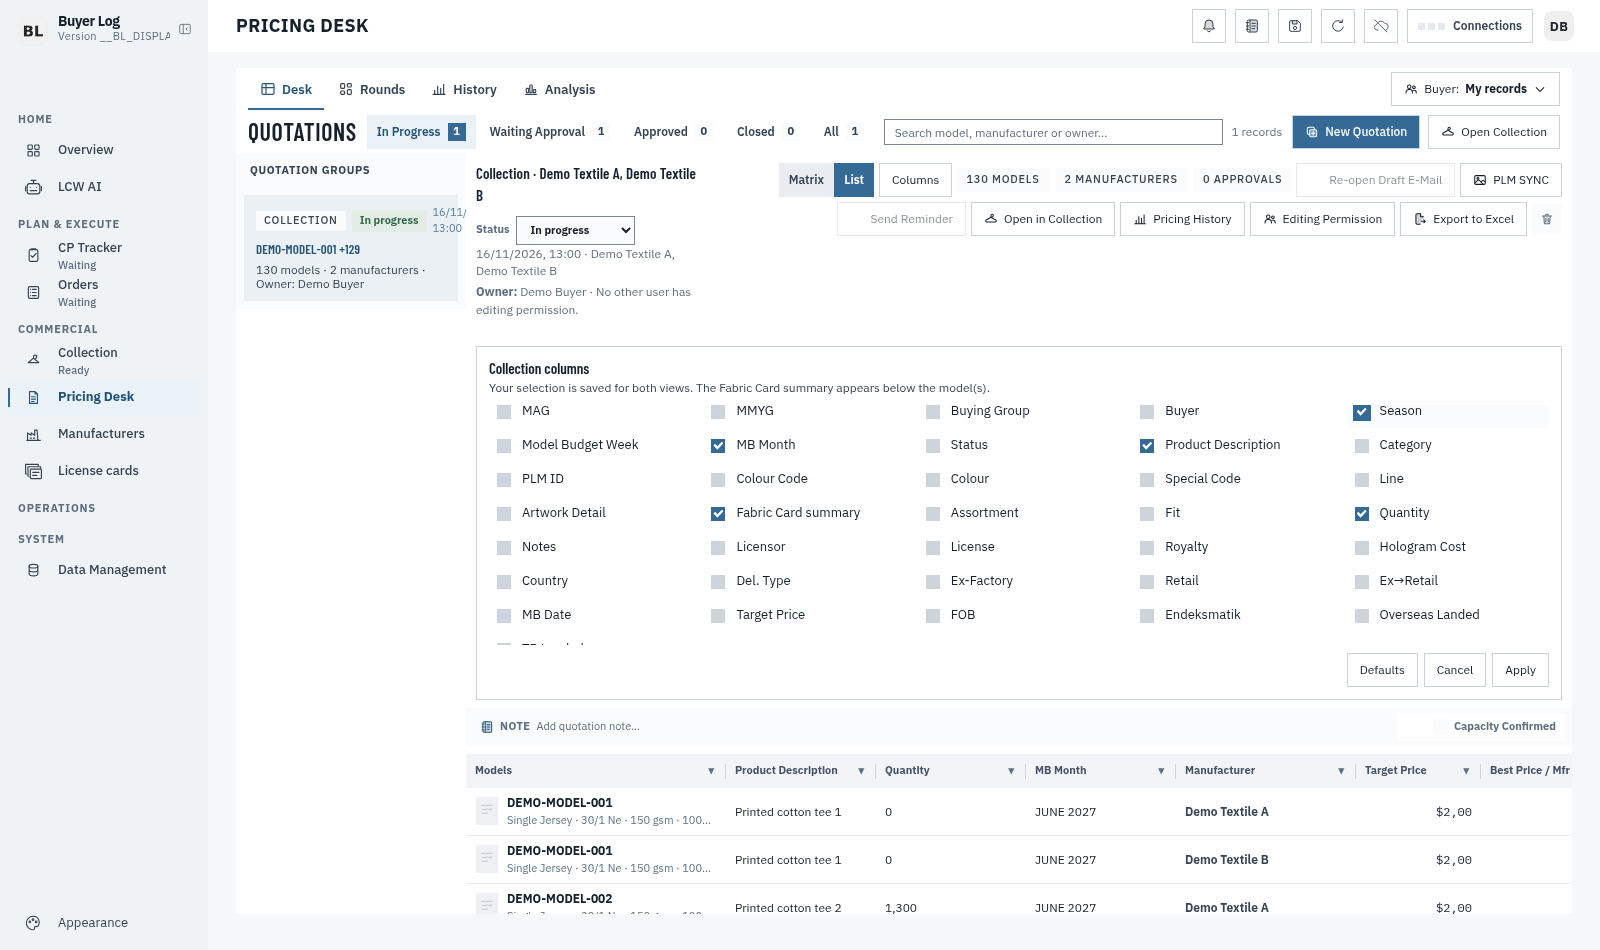 BL
Buyer Log
Version __BL_DISPLA
PRICING DESK
Connections
DB
HOME
Overview
LCW AI
PLAN & EXECUTE
CP Tracker
Waiting
Orders
Waiting
COMMERCIAL
Collection
Ready
Pricing Desk
Manufacturers
License cards
OPERATIONS
SYSTEM
Data Management
Appearance
Desk
Rounds
History
Analysis
Buyer: My records
QUOTATIONS
In Progress 1
Waiting Approval 1
Approved 0
Closed 0
All 1
Search model, manufacturer or owner...
1 records
New Quotation
Open Collection
QUOTATION GROUPS
COLLECTION
In progress
16/11/
13:00
DEMO-MODEL-001 +129
130 models · 2 manufacturers ·
Owner: Demo Buyer
Collection · Demo Textile A, Demo Textile
B
Status
In progress
16/11/2026, 13:00 · Demo Textile A,
Demo Textile B
Owner: Demo Buyer · No other user has
editing permission.
Matrix
List
Columns
130 MODELS
2 MANUFACTURERS
0 APPROVALS
Re-open Draft E-Mail
PLM SYNC
Send Reminder
Open in Collection
Pricing History
Editing Permission
Export to Excel
Collection columns
Your selection is saved for both views. The Fabric Card summary appears below the model(s).
MAG
MMYG
Buying Group
Buyer
Season
Model Budget Week
MB Month
Status
Product Description
Category
PLM ID
Colour Code
Colour
Special Code
Line
Artwork Detail
Fabric Card summary
Assortment
Fit
Quantity
Notes
Licensor
License
Royalty
Hologram Cost
Country
Del. Type
Ex-Factory
Retail
Ex→Retail
MB Date
Target Price
FOB
Endeksmatik
Overseas Landed
Defaults
Cancel
Apply
NOTE
Add quotation note...
Capacity Confirmed
Models
Product Description
Quantity
MB Month
Manufacturer
Target Price
Best Price / Mfr
DEMO-MODEL-001
Single Jersey · 30/1 Ne · 150 gsm · 100...
Printed cotton tee 1
0
JUNE 2027
Demo Textile A
$2,00
DEMO-MODEL-001
Single Jersey · 30/1 Ne · 150 gsm · 100...
Printed cotton tee 1
0
JUNE 2027
Demo Textile B
$2,00
DEMO-MODEL-002
Printed cotton tee 2
1,300
JUNE 2027
Demo Textile A
$2,00